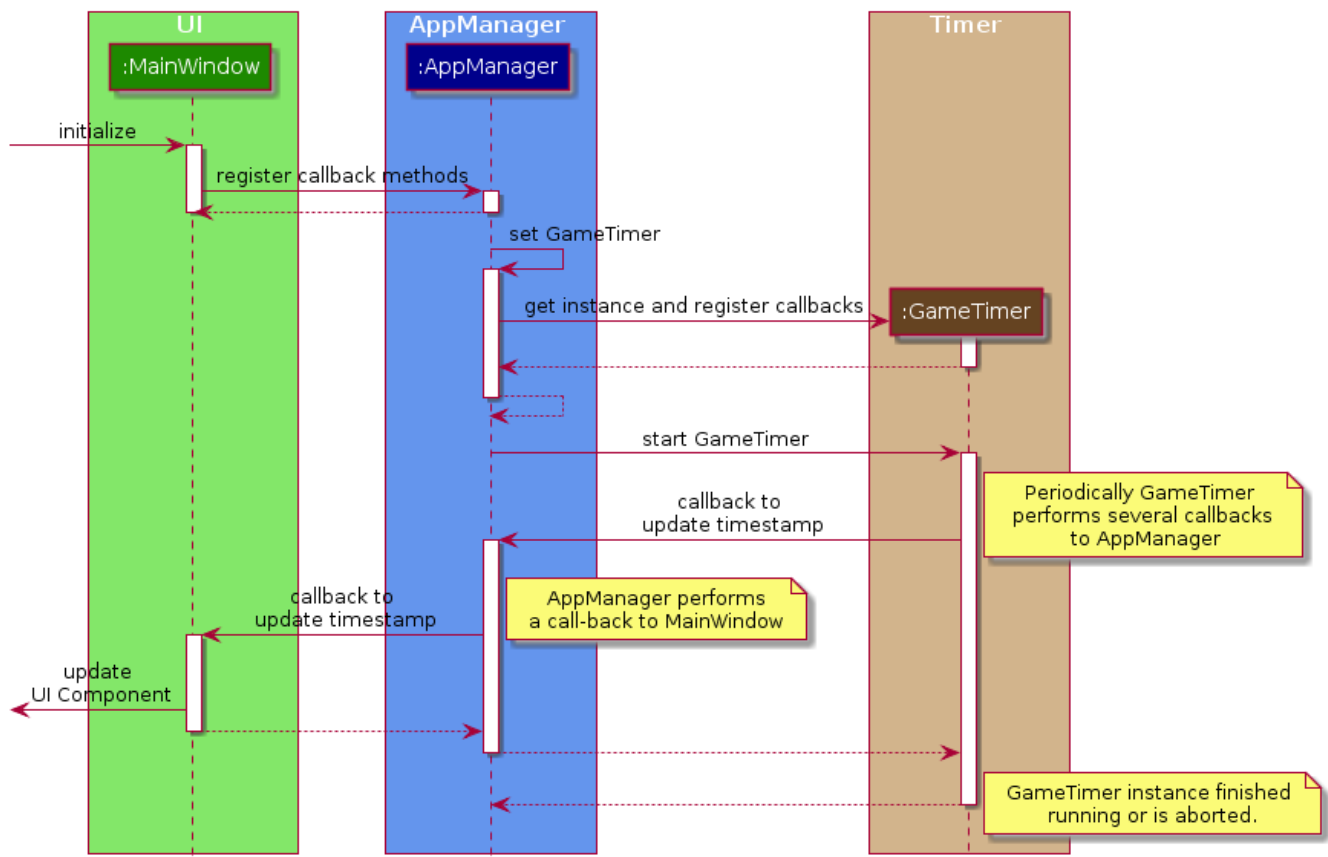 UI
AppManager
Timer
:MainWindow
:AppManager
initialize
register callback methods
set GameTimer
get instance and register callbacks
:GameTimer
start GameTimer
Periodically GameTimer
performs several callbacks
to AppManager
callback to
update timestamp
AppManager performs
a call-back to MainWindow
callback to
update timestamp
update
UI Component
GameTimer instance finished
running or is aborted.